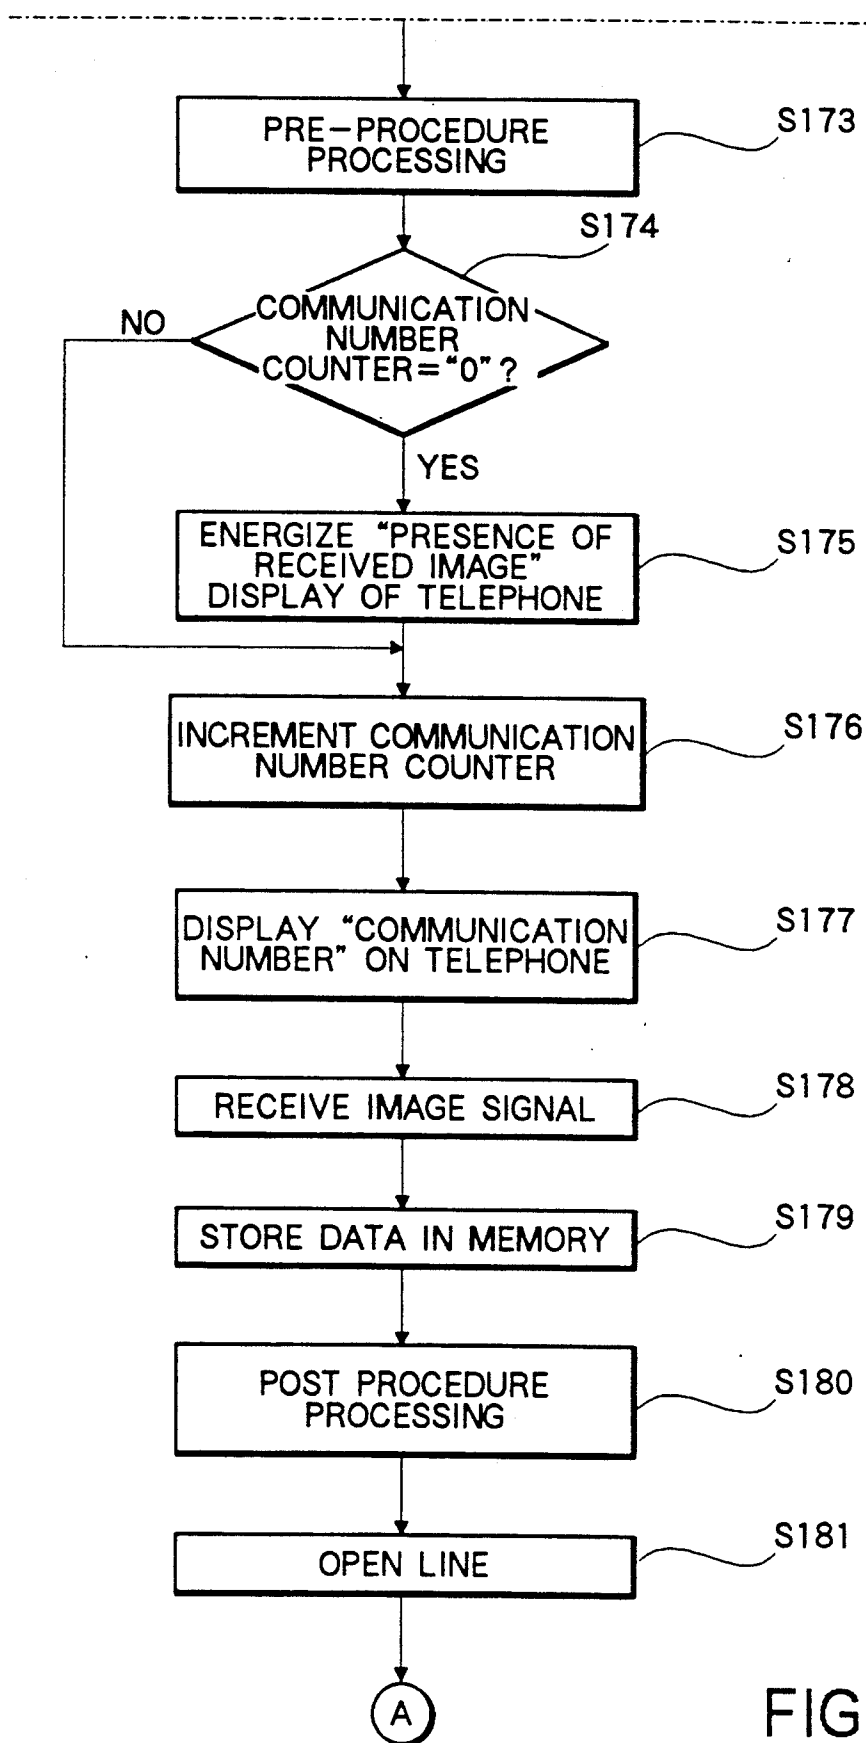 PRE-PROCEDURE
PROCESSING
S173
S174
COMMUNICATION
NUMBER
COUNTER="0"?
NO
YES
ENERGIZE "PRESENCE OF
RECEIVED IMAGE"
DISPLAY OF TELEPHONE
S175
INCREMENT COMMUNICATION
NUMBER COUNTER
S176
DISPLAY "COMMUNICATION
NUMBER" ON TELEPHONE
S177
RECEIVE IMAGE SIGNAL
S178
STORE DATA IN MEMORY
S179
POST PROCEDURE
PROCESSING
S180
OPEN LINE
S181
A
FIG